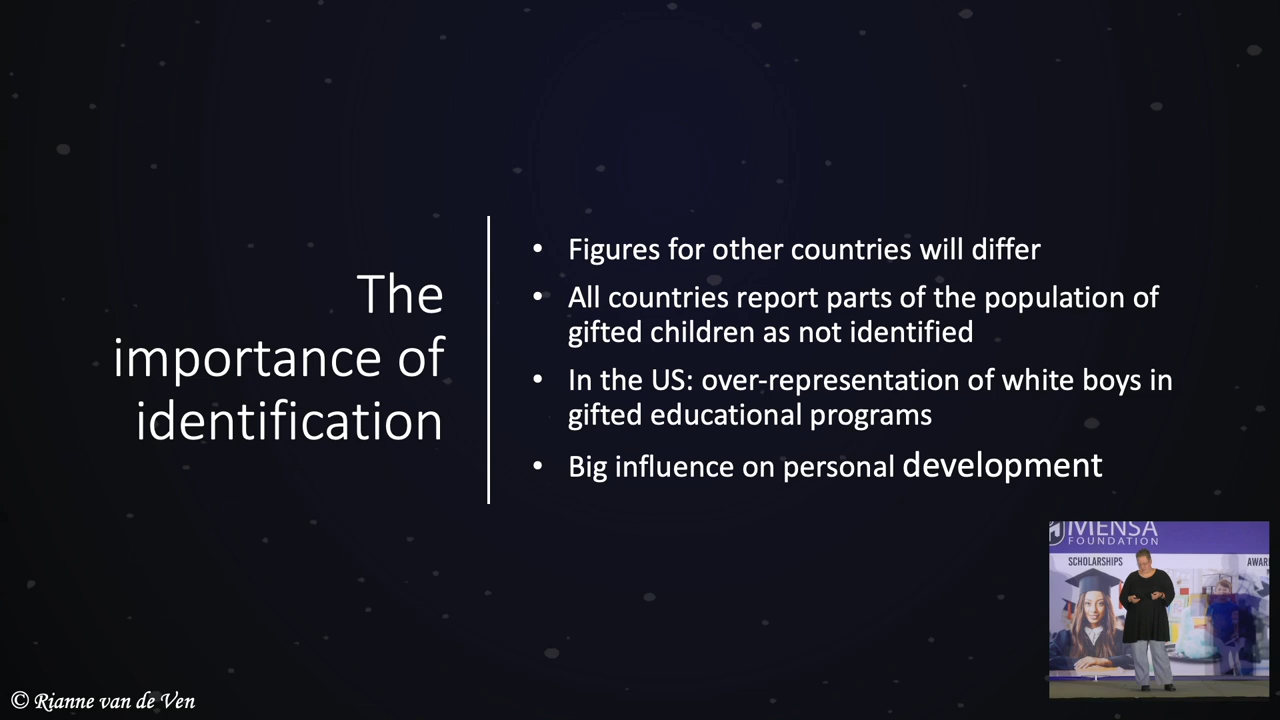 The
importance of
identification
• Figures for other countries will differ
• All countries report parts of the population of
gifted children as not identified
• In the US: over-representation of white boys in
gifted educational programs
• Big influence on personal development
MENSA
FOUNDATION
SCHOLARSHIPS
AWAR
© Rianne van de Ven